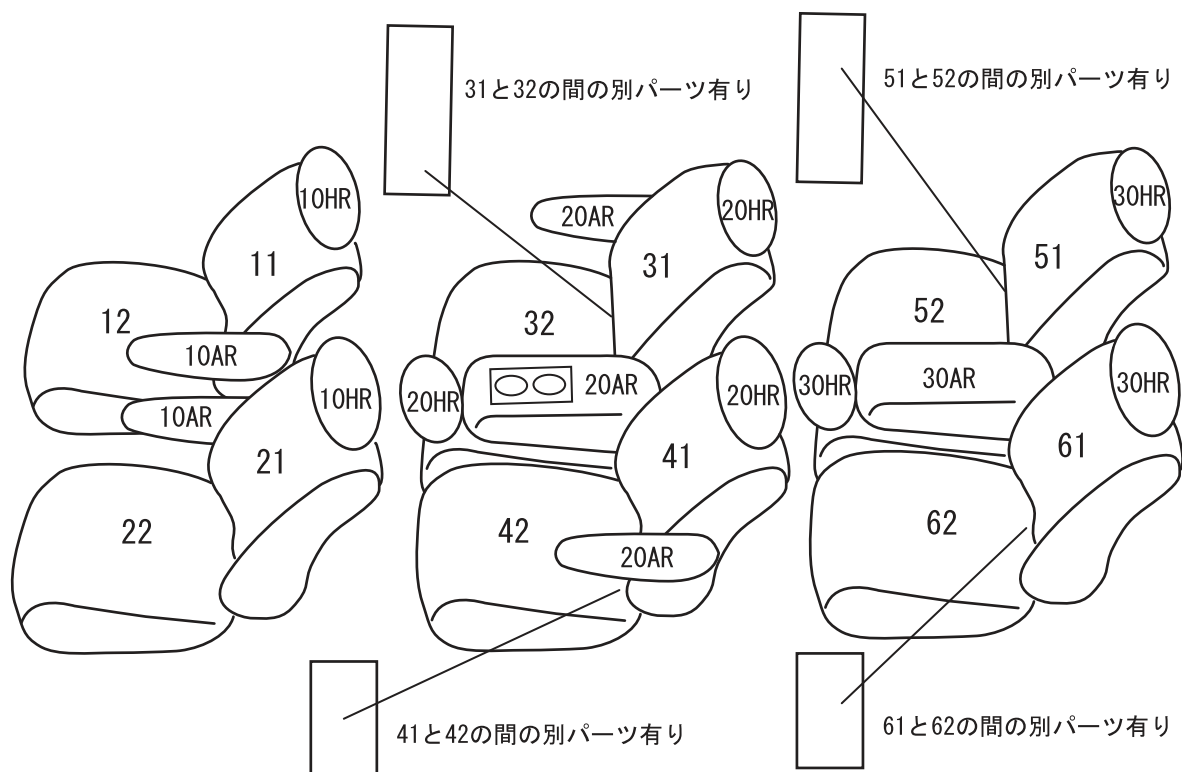 31と32の間の別パーツ有り
51と52の間の別パーツ有り
10HR
11
12
10AR
10AR
10HR
21
22
20AR
20HR
31
32
20HR
20AR
20HR
41
42
20AR
30HR
51
52
30HR
30AR
30HR
61
62
41と42の間の別パーツ有り
61と62の間の別パーツ有り